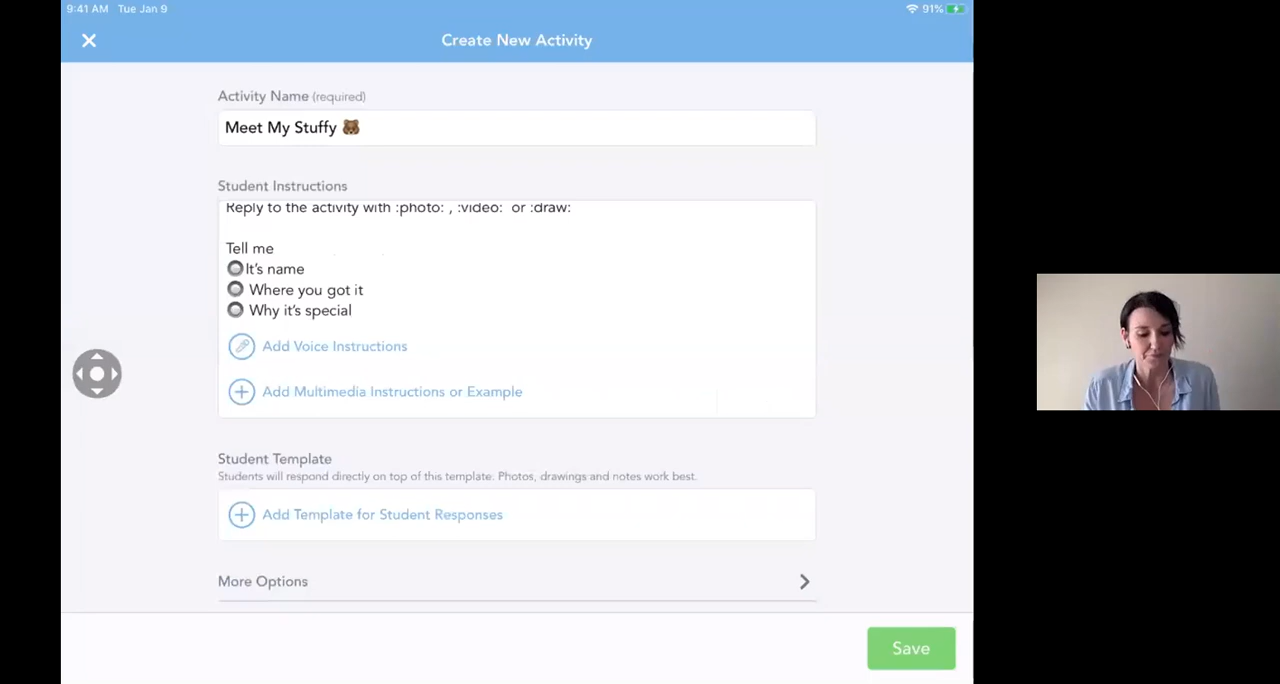 9:41 AM Tue Jan 9
91%
Create New Activity
Activity Name (required)
Meet My Stuffy 🐻
Student Instructions
Reply to the activity with :photo: , :video: or :draw:
Tell me
🔘It's name
🔘 Where you got it
🔘 Why it's special
Add Voice Instructions
Add Multimedia Instructions or Example
Student Template
Students will respond directly on top of this template. Photos, drawings and notes work best.
Add Template for Student Responses
More Options
Save